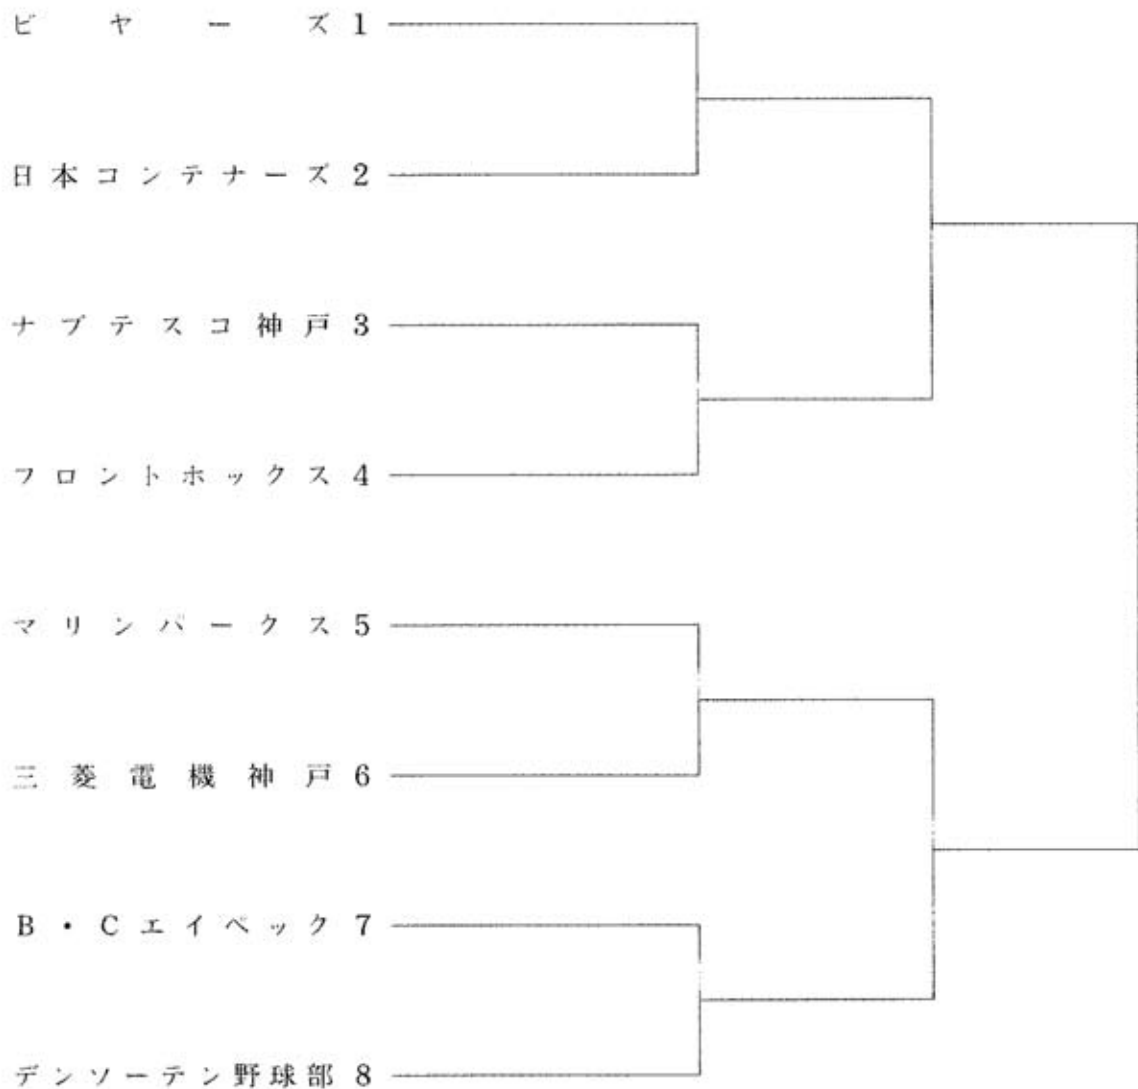 ビヤーズ 1
日本コンテナーズ 2
ナブテスコ神戸 3
フロントホックス 4
マリンパークス 5
三菱電機神戸 6
B・Cエイペック 7
デンソーテン野球部 8